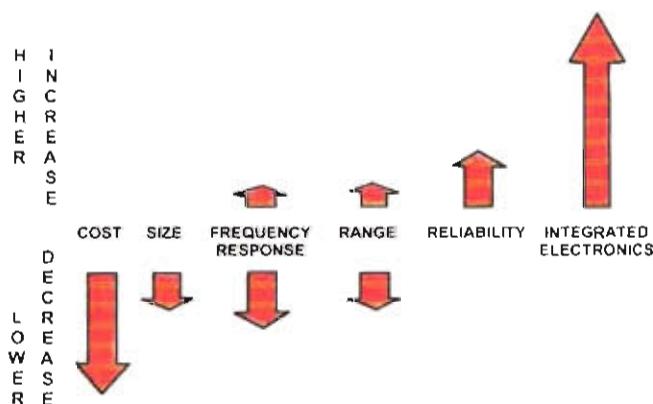 HIGHER
INCREASE
COST SIZE FREQUENCY RESPONSE RANGE RELIABILITY INTEGRATED ELECTRONICS
DECREASE
LOWER